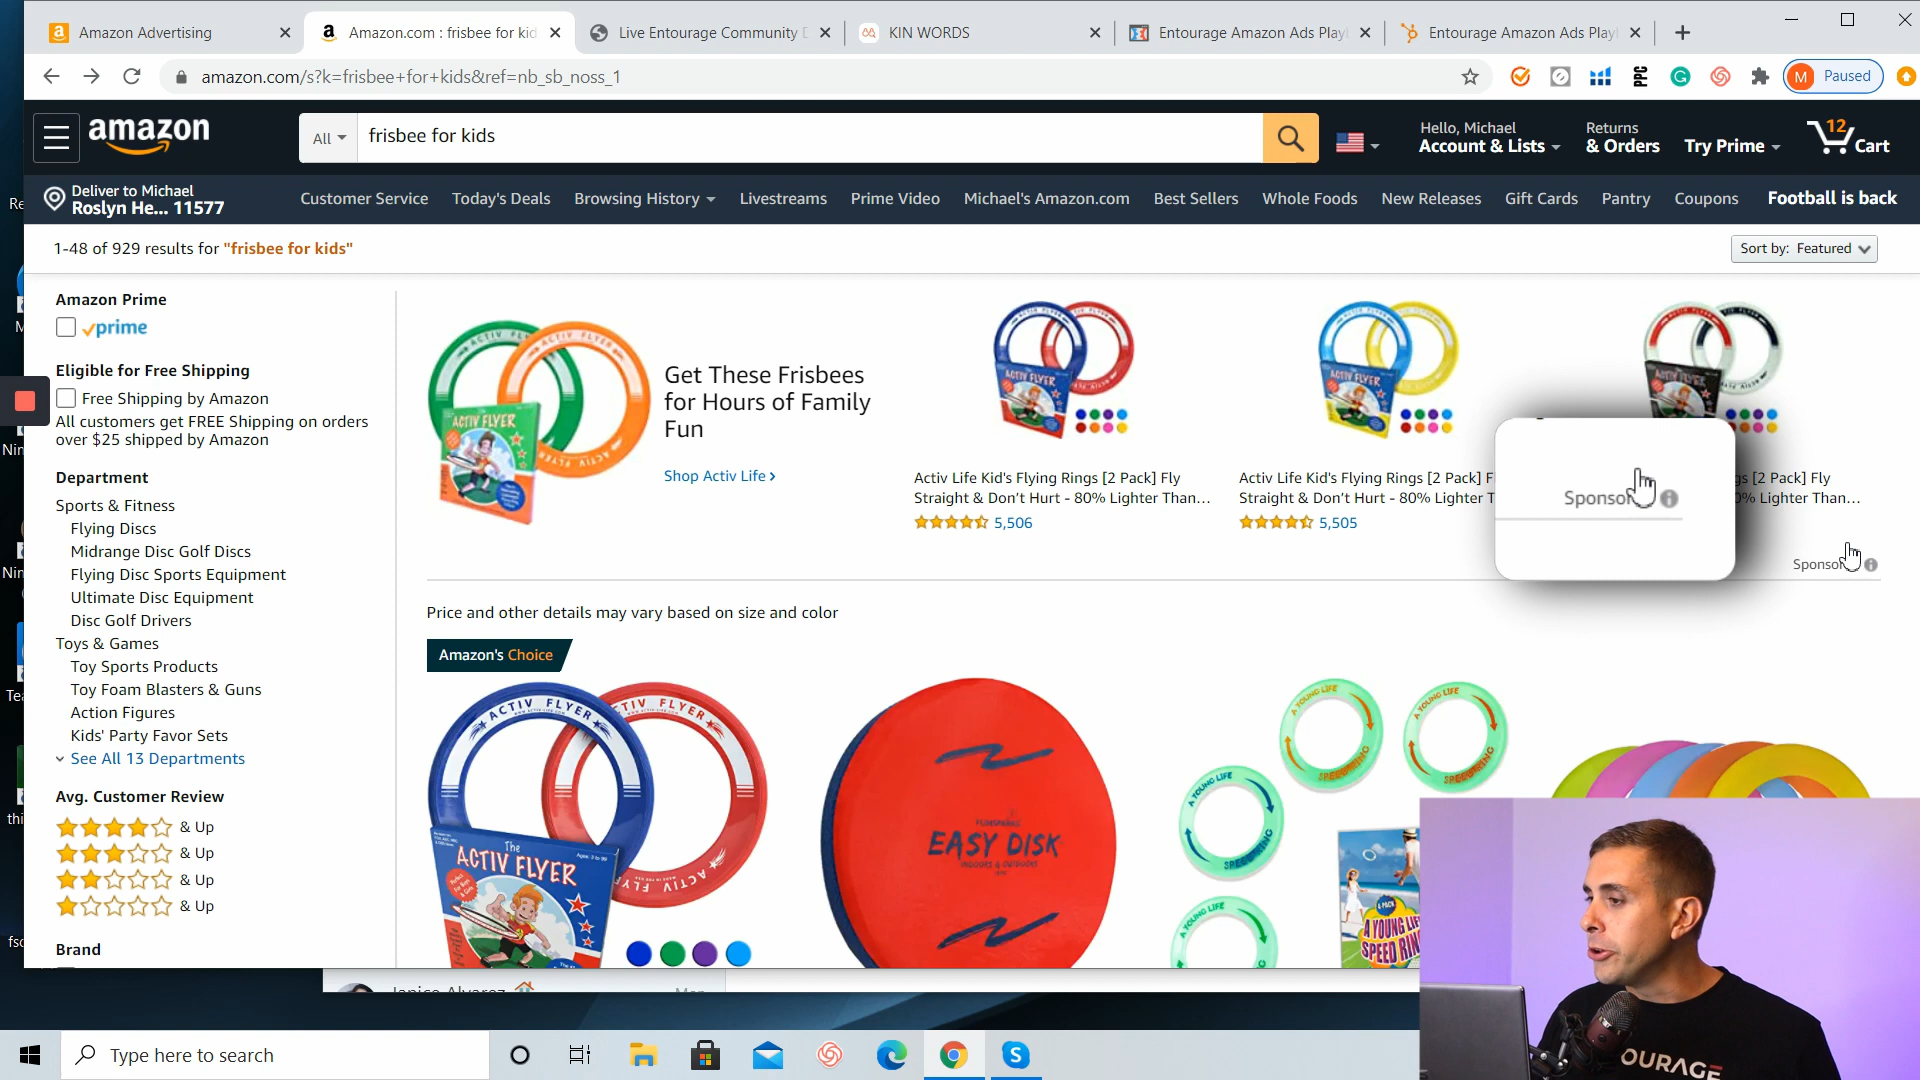 Amazon Advertising
Amazon.com : frisbee for kid
Live Entourage Community
KIN WORDS
Entourage Amazon Ads Play
Entourage Amazon Ads Play
amazon.com/s?k=frisbee+for+kids&ref=nb_sb_noss_1
PPC
M Paused
amazon
All
frisbee for kids
Hello, Michael
Account & Lists
Returns
& Orders
Try Prime
12
Cart
Deliver to Michael
Roslyn He... 11577
Customer Service
Today's Deals
Browsing History
Livestreams
Prime Video
Michael's Amazon.com
Best Sellers
Whole Foods
New Releases
Gift Cards
Pantry
Coupons
Football is back
1-48 of 929 results for "frisbee for kids"
Sort by: Featured
Amazon Prime
prime
Eligible for Free Shipping
Free Shipping by Amazon
All customers get FREE Shipping on orders
over $25 shipped by Amazon
Department
Sports & Fitness
Flying Discs
Midrange Disc Golf Discs
Flying Disc Sports Equipment
Ultimate Disc Equipment
Disc Golf Drivers
Toys & Games
Toy Sports Products
Toy Foam Blasters & Guns
Action Figures
Kids' Party Favor Sets
See All 13 Departments
Avg. Customer Review
& Up
& Up
& Up
& Up
Brand
ACTIV FLYER
Get These Frisbees
for Hours of Family
Fun
Shop Activ Life ›
ACTIV FLYER
Activ Life Kid's Flying Rings [2 Pack] Fly
Straight & Don't Hurt - 80% Lighter Than...
5,506
ACTIV FLYER
Activ Life Kid's Flying Rings [2 Pack] F
Straight & Don't Hurt - 80% Lighter T
5,505
ACTIV FLYER
gs [2 Pack] Fly
0% Lighter Than...
Sponsor
Sponsor
Price and other details may vary based on size and color
Amazon's Choice
ACTIV FLYER
The
ACTIV FLYER
EASY DISK
INDOORS & OUTDOORS
A YOUNG LIFE
SPEEDRING
A YOUNG LIFE
SPEEDRING
A YOUNG LIFE
SPEEDRING
YOUNG LIFE
A YOUNG LIF
SPEED RIN
Janice Alvarez
Mon
Type here to search
OURAGE